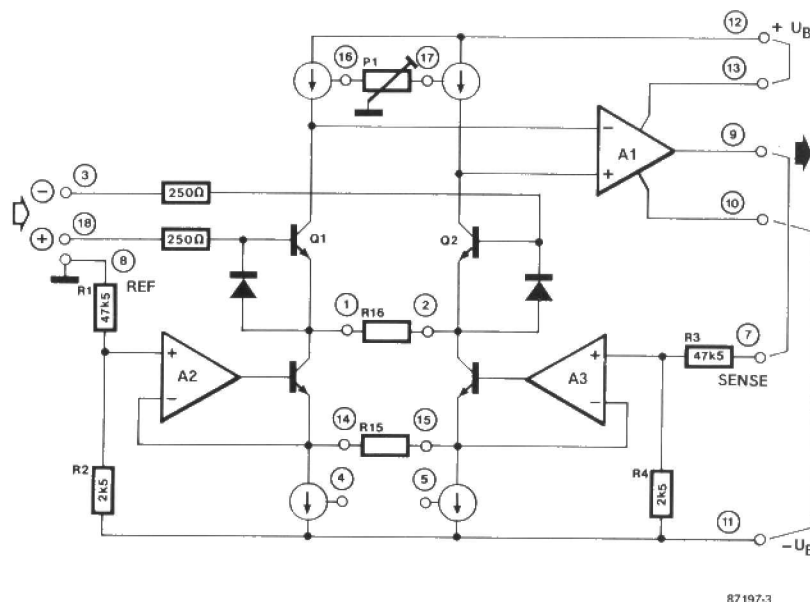 12
+ UB
16
P1
17
13
−
A1
+
9
3
−
250Ω
10
18
+
250Ω
Q1
Q2
8
REF
R1
47k5
1
R16
2
7
R3
47k5
SENSE
+
A2
−
+
A3
−
14
R15
15
R2
2k5
4
5
R4
2k5
11
−UB
87197-3